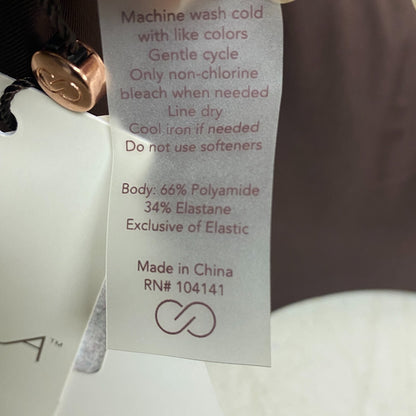 Machine wash cold
with like colors
Gentle cycle
Only non-chlorine
bleach when needed
Line dry
Cool iron if needed
Do not use softeners
Body: 66% Polyamide
34% Elastane
Exclusive of Elastic
Made in China
RN# 104141
A™